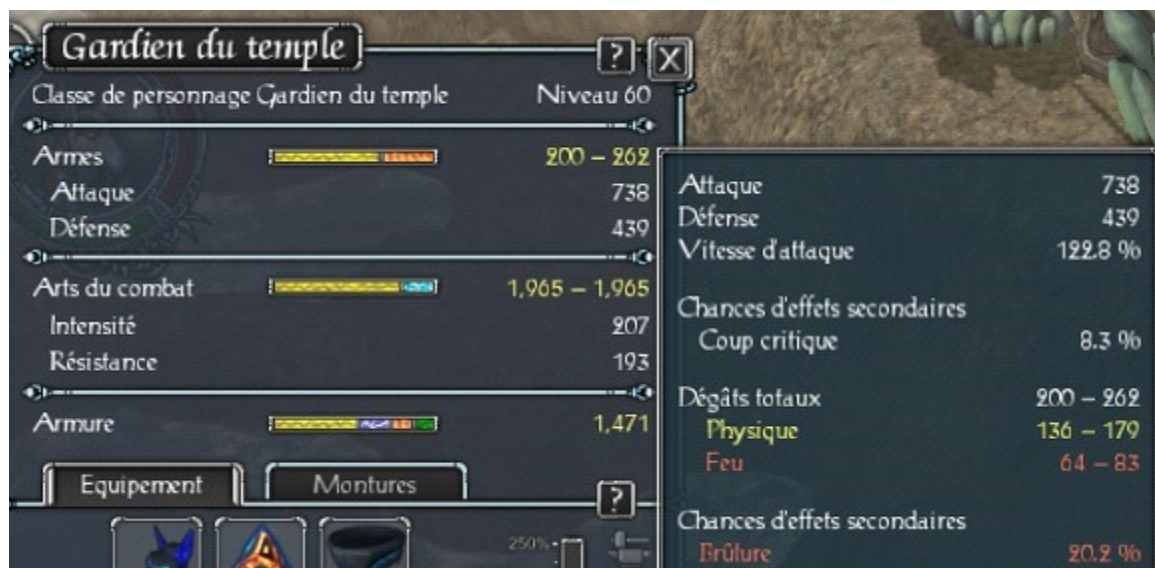 Gardien du temple
?
X
Classe de personnage Gardien du temple Niveau 60
Armes 200 – 262
Attaque 738
Défense 439
Arts du combat 1,965 – 1,965
Intensité 207
Résistance 193
Armure 1,471
Equipement Montures
?
250%
Attaque 738
Défense 439
Vitesse d'attaque 122.8 %
Chances d'effets secondaires
Coup critique 8.3 %
Dégâts totaux 200 – 262
Physique 136 – 179
Feu 64 – 83
Chances d'effets secondaires
Brûlure 20.2 %